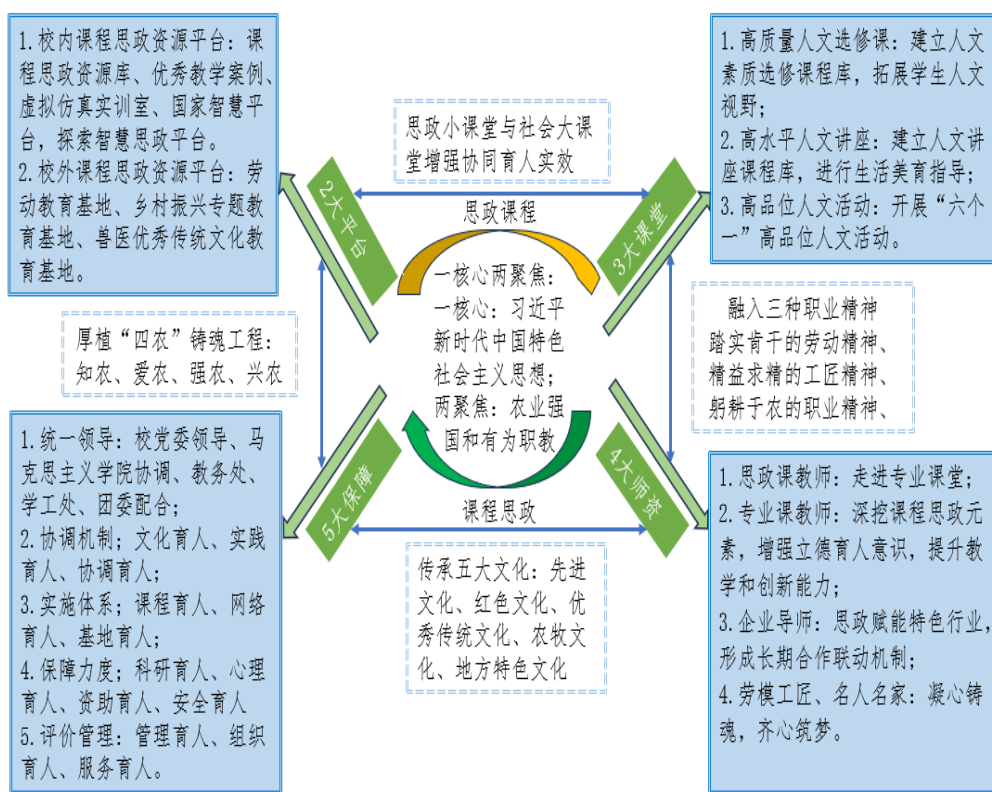 1.校内课程思政资源平台：课
程思政资源库、优秀教学案例、
虚拟仿真实训室、国家智慧平
台，探索智慧思政平台。
2.校外课程思政资源平台：劳
动教育基地、乡村振兴专题教
育基地、兽医优秀传统文化教
育基地。
思政小课堂与社会大课
堂增强协同育人实效
1.高质量人文选修课：建立人文
素质选修课程库，拓展学生人文
视野；
2.高水平人文讲座：建立人文讲
座课程库，进行生活美育指导；
3.高品位人文活动：开展“六个
一”高品位人文活动。
2大平台
思政课程
3大课堂
厚植“四农”铸魂工程：
知农、爱农、强农、兴农
一核心两聚焦：
一核心：习近平
新时代中国特色
社会主义思想；
两聚焦：农业强
国和有为职教
融入三种职业精神
踏实肯干的劳动精神、
精益求精的工匠精神、
躬耕于农的职业精神、
5大保障
课程思政
4大师资
1.统一领导：校党委领导、马
克思主义学院协调、教务处、
学工处、团委配合；
2.协调机制；文化育人、实践
育人、协调育人；
3.实施体系；课程育人、网络
育人、基地育人；
4.保障力度；科研育人、心理
育人、资助育人、安全育人
5.评价管理：管理育人、组织
育人、服务育人。
传承五大文化：先进
文化、红色文化、优
秀传统文化、农牧文
化、地方特色文化
1.思政课教师：走进专业课堂；
2.专业课教师：深挖课程思政元
素，增强立德育人意识，提升教
学和创新能力；
3.企业导师：思政赋能特色行业，
形成长期合作联动机制；
4.劳模工匠、名人名家：凝心铸
魂，齐心筑梦。